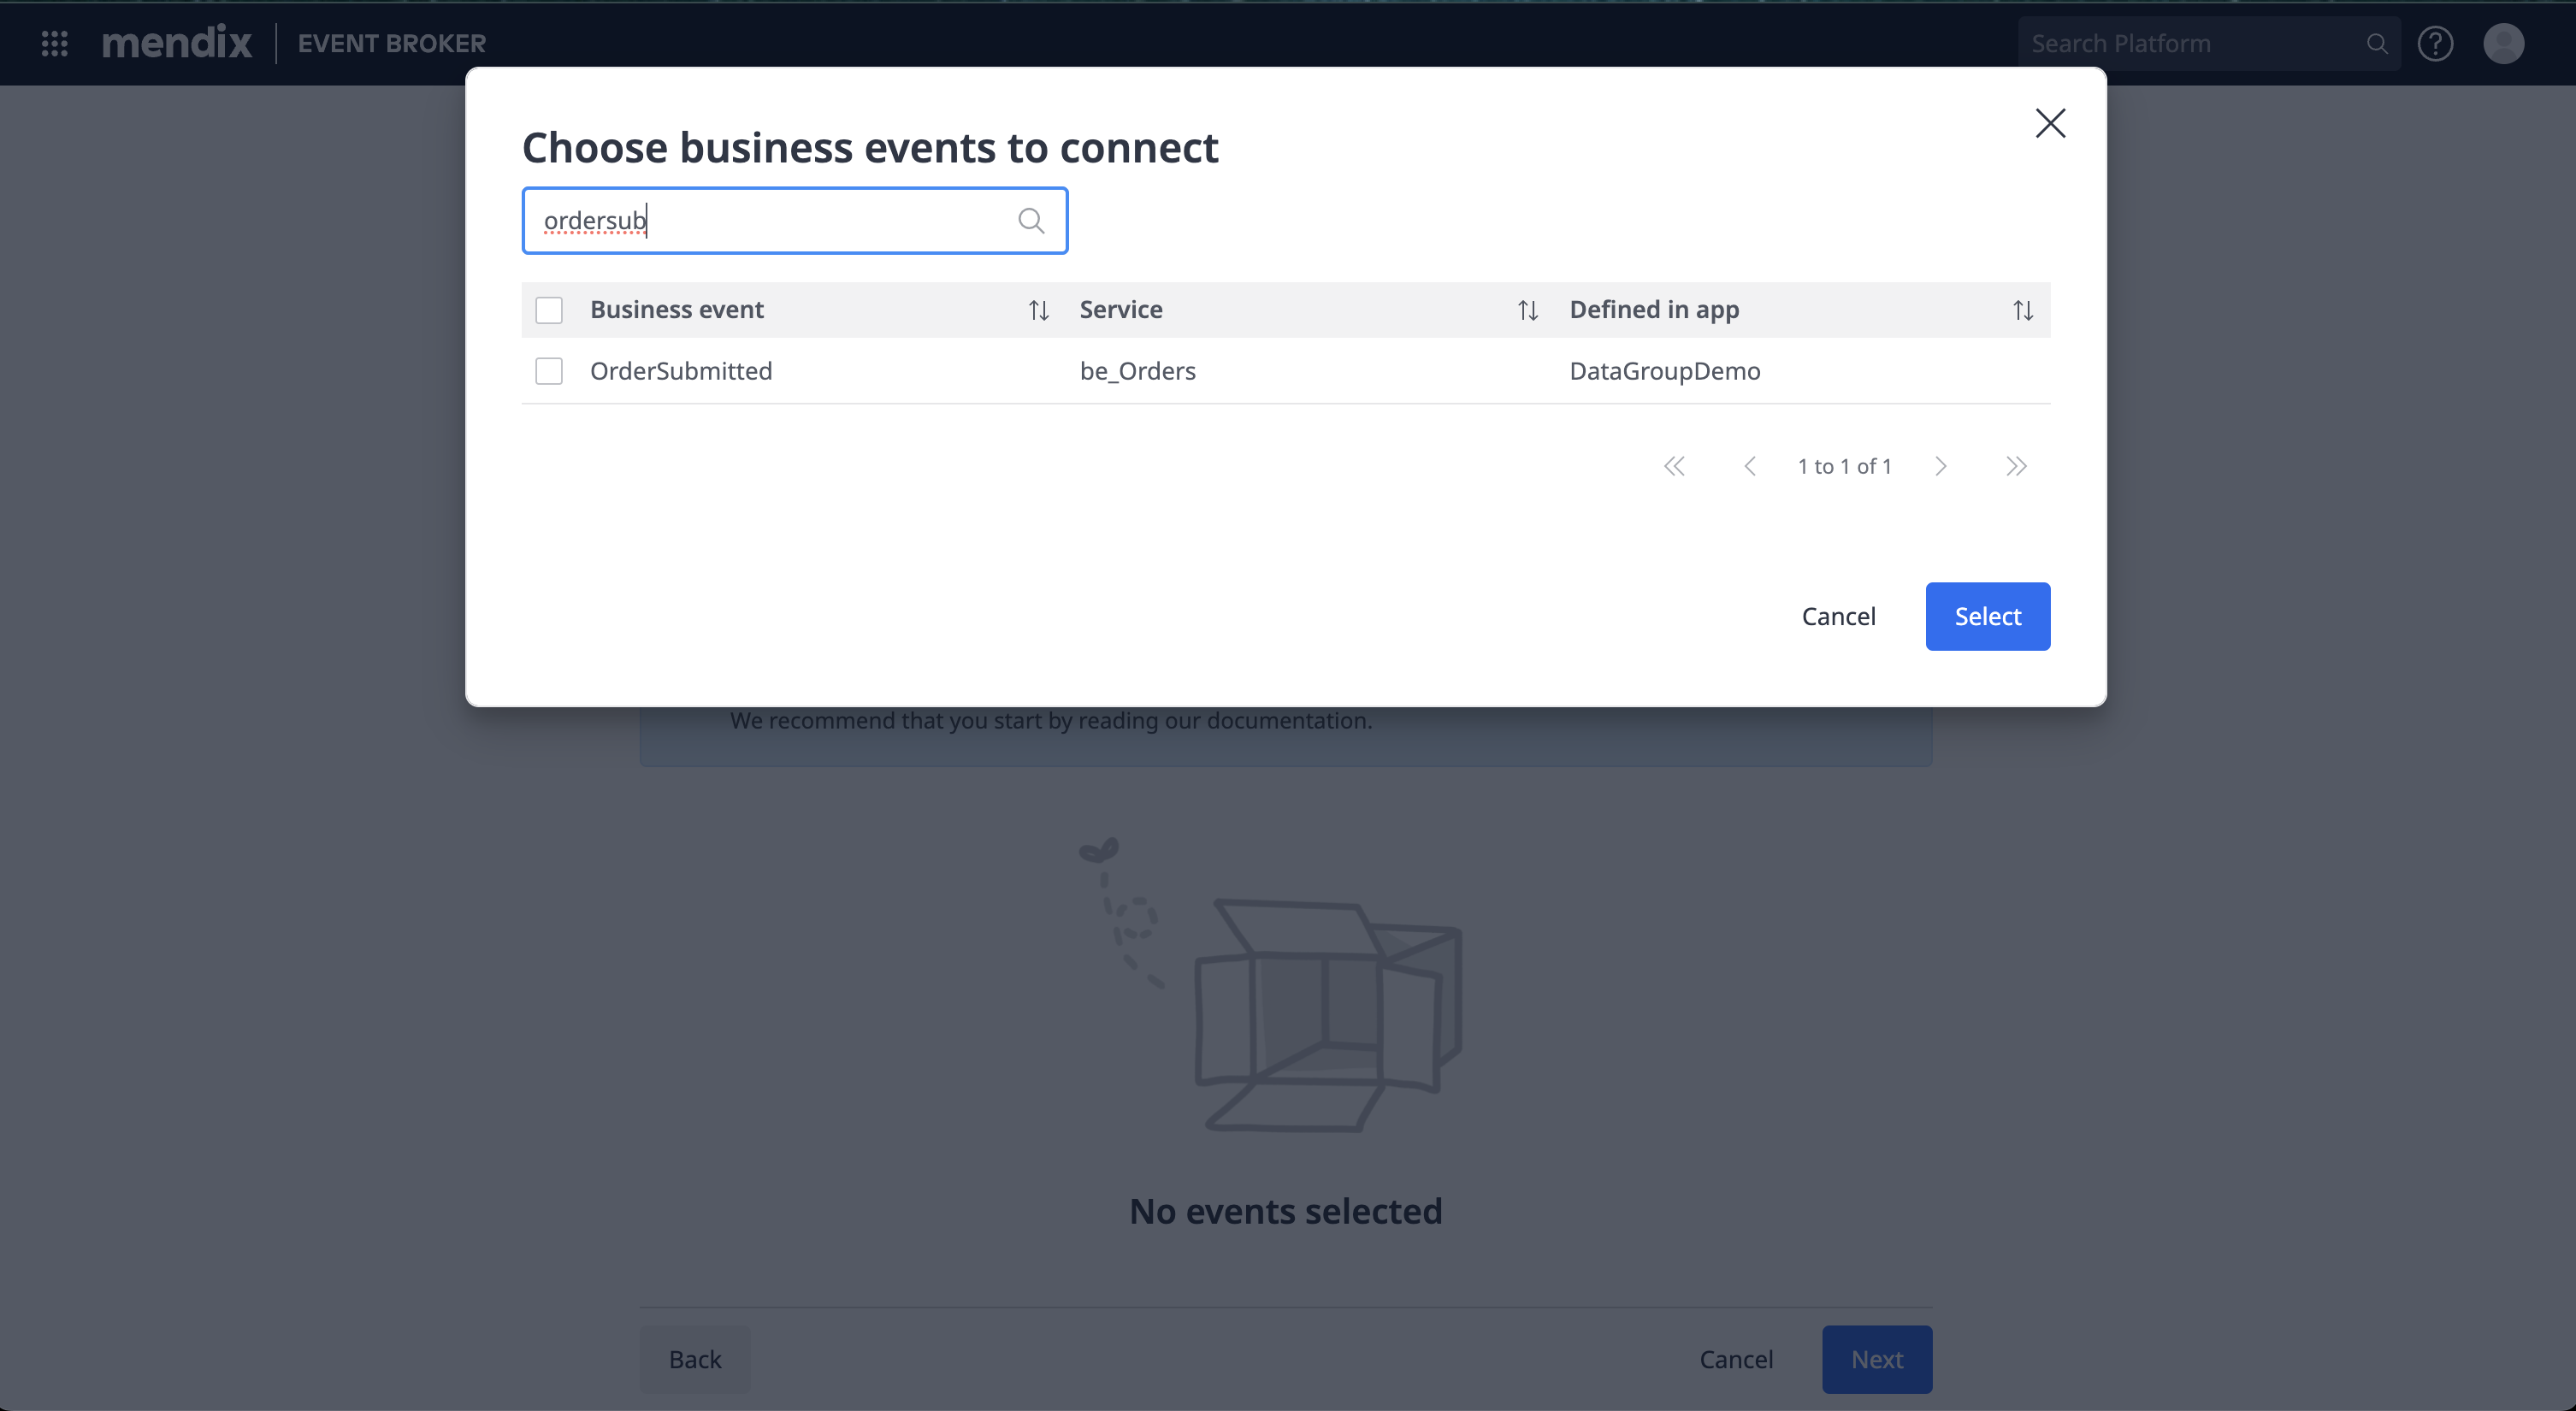 mendix EVENT BROKER Search Platform
Choose business events to connect
ordersub
Business event Service Defined in app
OrderSubmitted be_Orders DataGroupDemo
1 to 1 of 1
Cancel Select
We recommend that you start by reading our documentation.
No events selected
Back Cancel Next